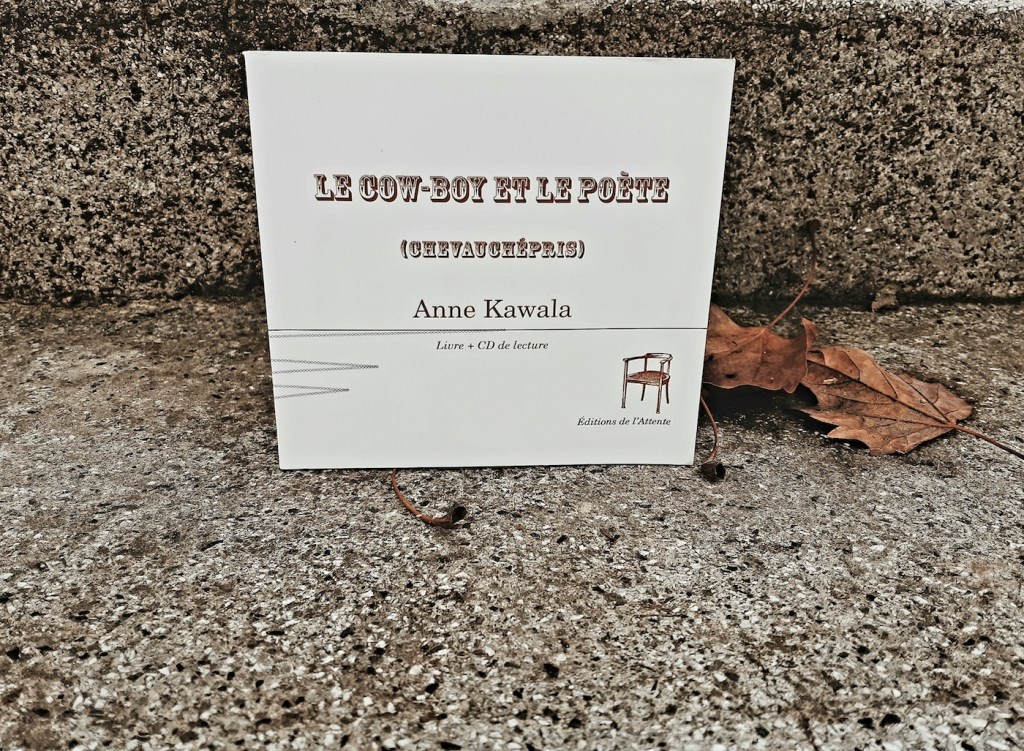 LE COW-BOY ET LE POÈTE
(CHEVAUCHÉPRIS)
Anne Kawala
Livre + CD de lecture
Éditions de l'Attente